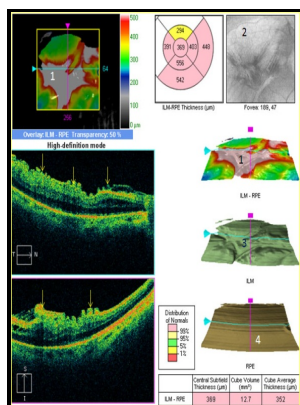 500 µm
400
300
200
100
0 µm
1
64
256
Overlay: ILM - RPE Transparency: 50 %
294
391
369
403
448
556
542
ILM-RPE Thickness (µm)
2
Fovea: 189, 47
High-definition mode
T
N
1
ILM - RPE
3
ILM
S
I
Distribution of Normals
99%
95%
5%
1%
4
RPE
Central Subfield Thickness (µm)
Cube Volume (mm³)
Cube Average Thickness (µm)
ILM - RPE
369
12.7
352